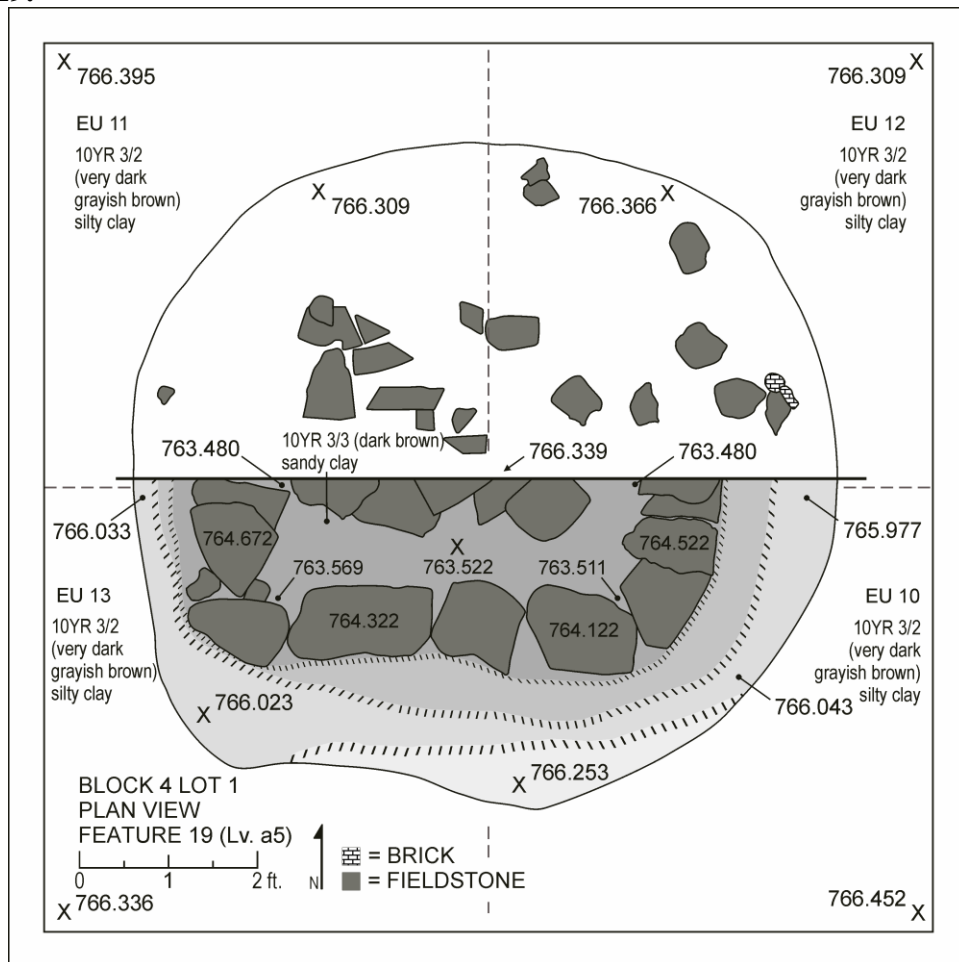 X 766.395
766.309 X
EU 11
10YR 3/2
(very dark
grayish brown)
silty clay
EU 12
10YR 3/2
(very dark
grayish brown)
silty clay
X 766.309
766.366 X
763.480
10YR 3/3 (dark brown)
sandy clay
766.339
763.480
766.033
764.672
X
763.522
764.522
765.977
763.569
763.511
EU 13
10YR 3/2
(very dark
grayish brown)
silty clay
764.322
764.122
EU 10
10YR 3/2
(very dark
grayish brown)
silty clay
X 766.023
766.043
X 766.253
BLOCK 4 LOT 1
PLAN VIEW
FEATURE 19 (Lv. a5)
0 1 2 ft.
N
= BRICK
= FIELDSTONE
X 766.336
766.452 X